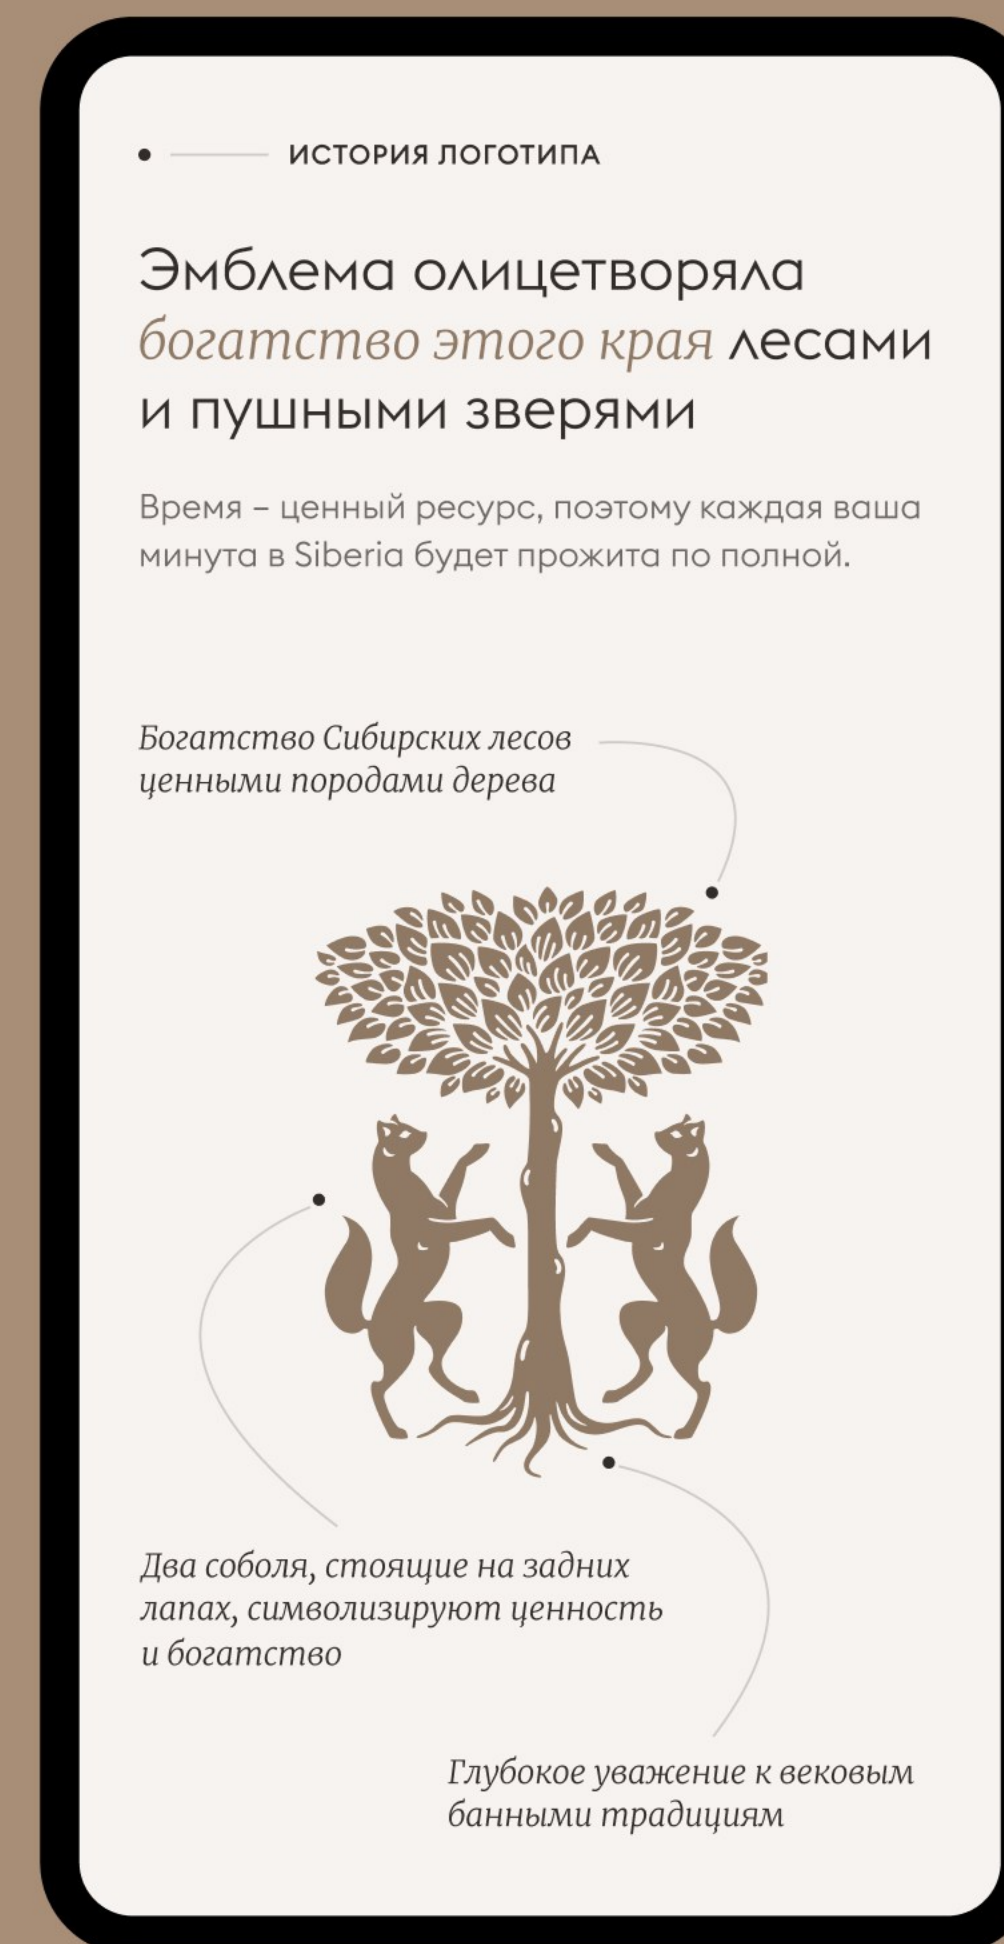 ИСТОРИЯ ЛОГОТИПА
Эмблема олицетворяла
богатство этого края лесами
и пушными зверями
Время – ценный ресурс, поэтому каждая ваша
минута в Siberia будет прожита по полной.
Богатство Сибирских лесов
ценными породами дерева
Два соболя, стоящие на задних
лапах, символизируют ценность
и богатство
Глубокое уважение к вековым
банными традициям